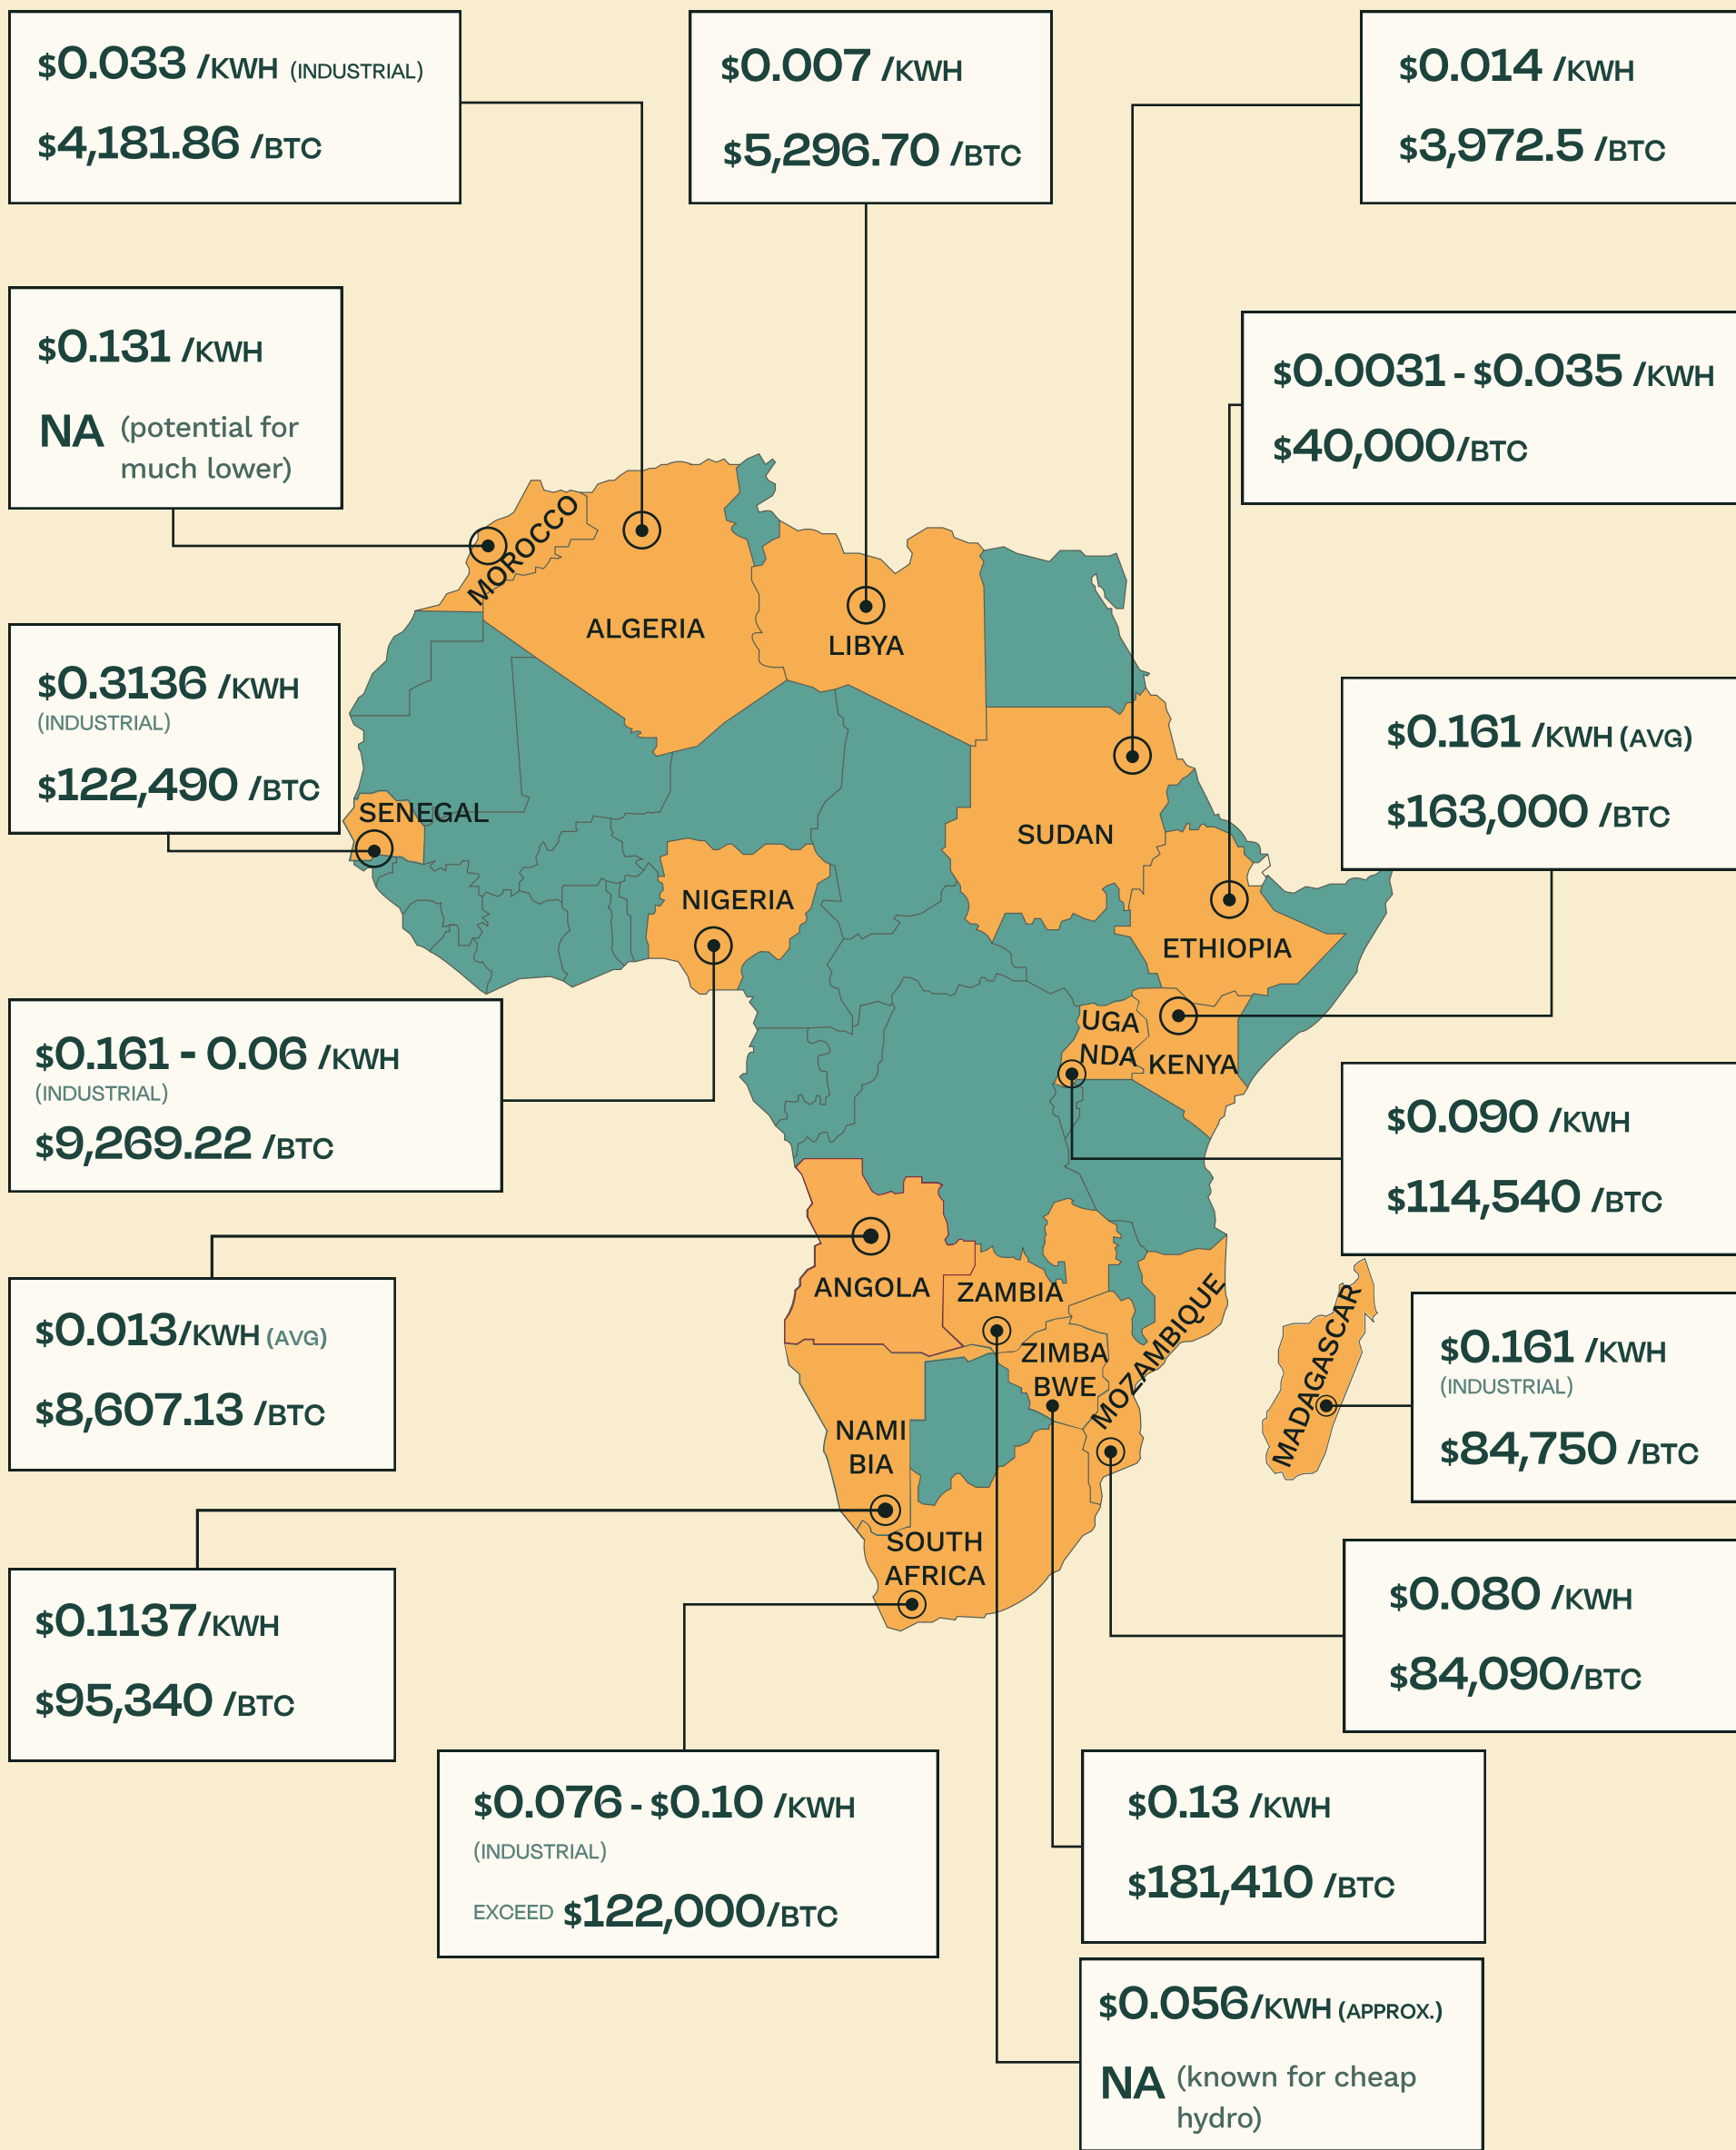 $0.033 /KWH (INDUSTRIAL)
$4,181.86 /BTC
$0.007 /KWH
$5,296.70 /BTC
$0.014 /KWH
$3,972.5 /BTC
$0.131 /KWH
NA (potential for
much lower)
$0.0031 - $0.035 /KWH
$40,000/BTC
$0.3136 /KWH
(INDUSTRIAL)
$122,490 /BTC
$0.161 /KWH (AVG)
$163,000 /BTC
MOROCCO
ALGERIA
LIBYA
SENEGAL
SUDAN
NIGERIA
ETHIOPIA
UGA
NDA
KENYA
$0.161 - 0.06 /KWH
(INDUSTRIAL)
$9,269.22 /BTC
$0.090 /KWH
$114,540 /BTC
ANGOLA
ZAMBIA
ZIMBA
BWE
MOZAMBIQUE
MADAGASCAR
NAMI
BIA
SOUTH
AFRICA
$0.013/KWH (AVG)
$8,607.13 /BTC
$0.161 /KWH
(INDUSTRIAL)
$84,750 /BTC
$0.1137/KWH
$95,340 /BTC
$0.080 /KWH
$84,090/BTC
$0.076 - $0.10 /KWH
(INDUSTRIAL)
EXCEED $122,000/BTC
$0.13 /KWH
$181,410 /BTC
$0.056/KWH (APPROX.)
NA (known for cheap
hydro)